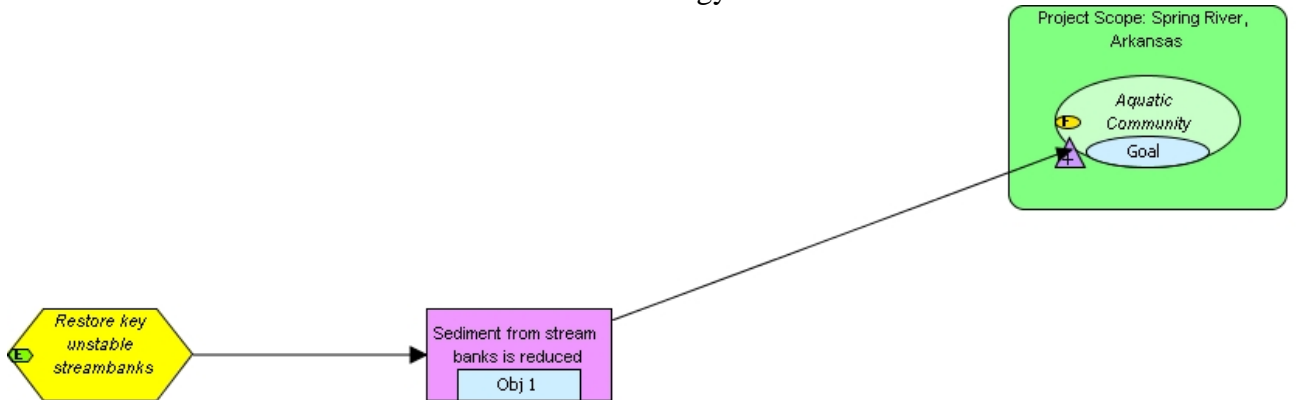 Project Scope: Spring River,
Arkansas
Aquatic
F
Community
Goal
4
Restore key
unstable
E
streambanks
Sediment from stream
banks is reduced
Obj 1